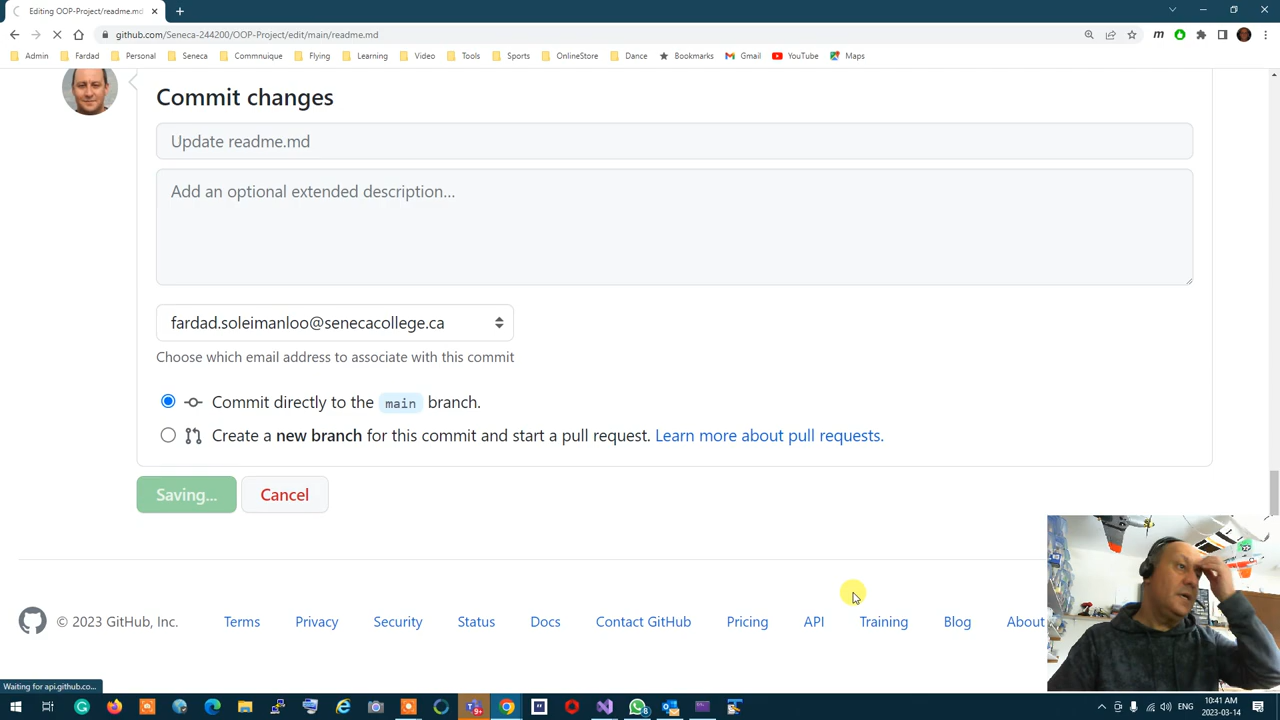 Editing OOP-Project/readme.md
github.com/Seneca-244200/OOP-Project/edit/main/readme.md
Admin Fardad Personal Seneca Commnuique Flying Learning Video Tools Sports OnlineStore Dance Bookmarks Gmail YouTube Maps
Commit changes
Update readme.md
Add an optional extended description...
fardad.soleimanloo@senecacollege.ca
Choose which email address to associate with this commit
Commit directly to the main branch.
Create a new branch for this commit and start a pull request. Learn more about pull requests.
Saving... Cancel
© 2023 GitHub, Inc. Terms Privacy Security Status Docs Contact GitHub Pricing API Training Blog About
Waiting for api.github.co...
ENG
10:41 AM
2023-03-14